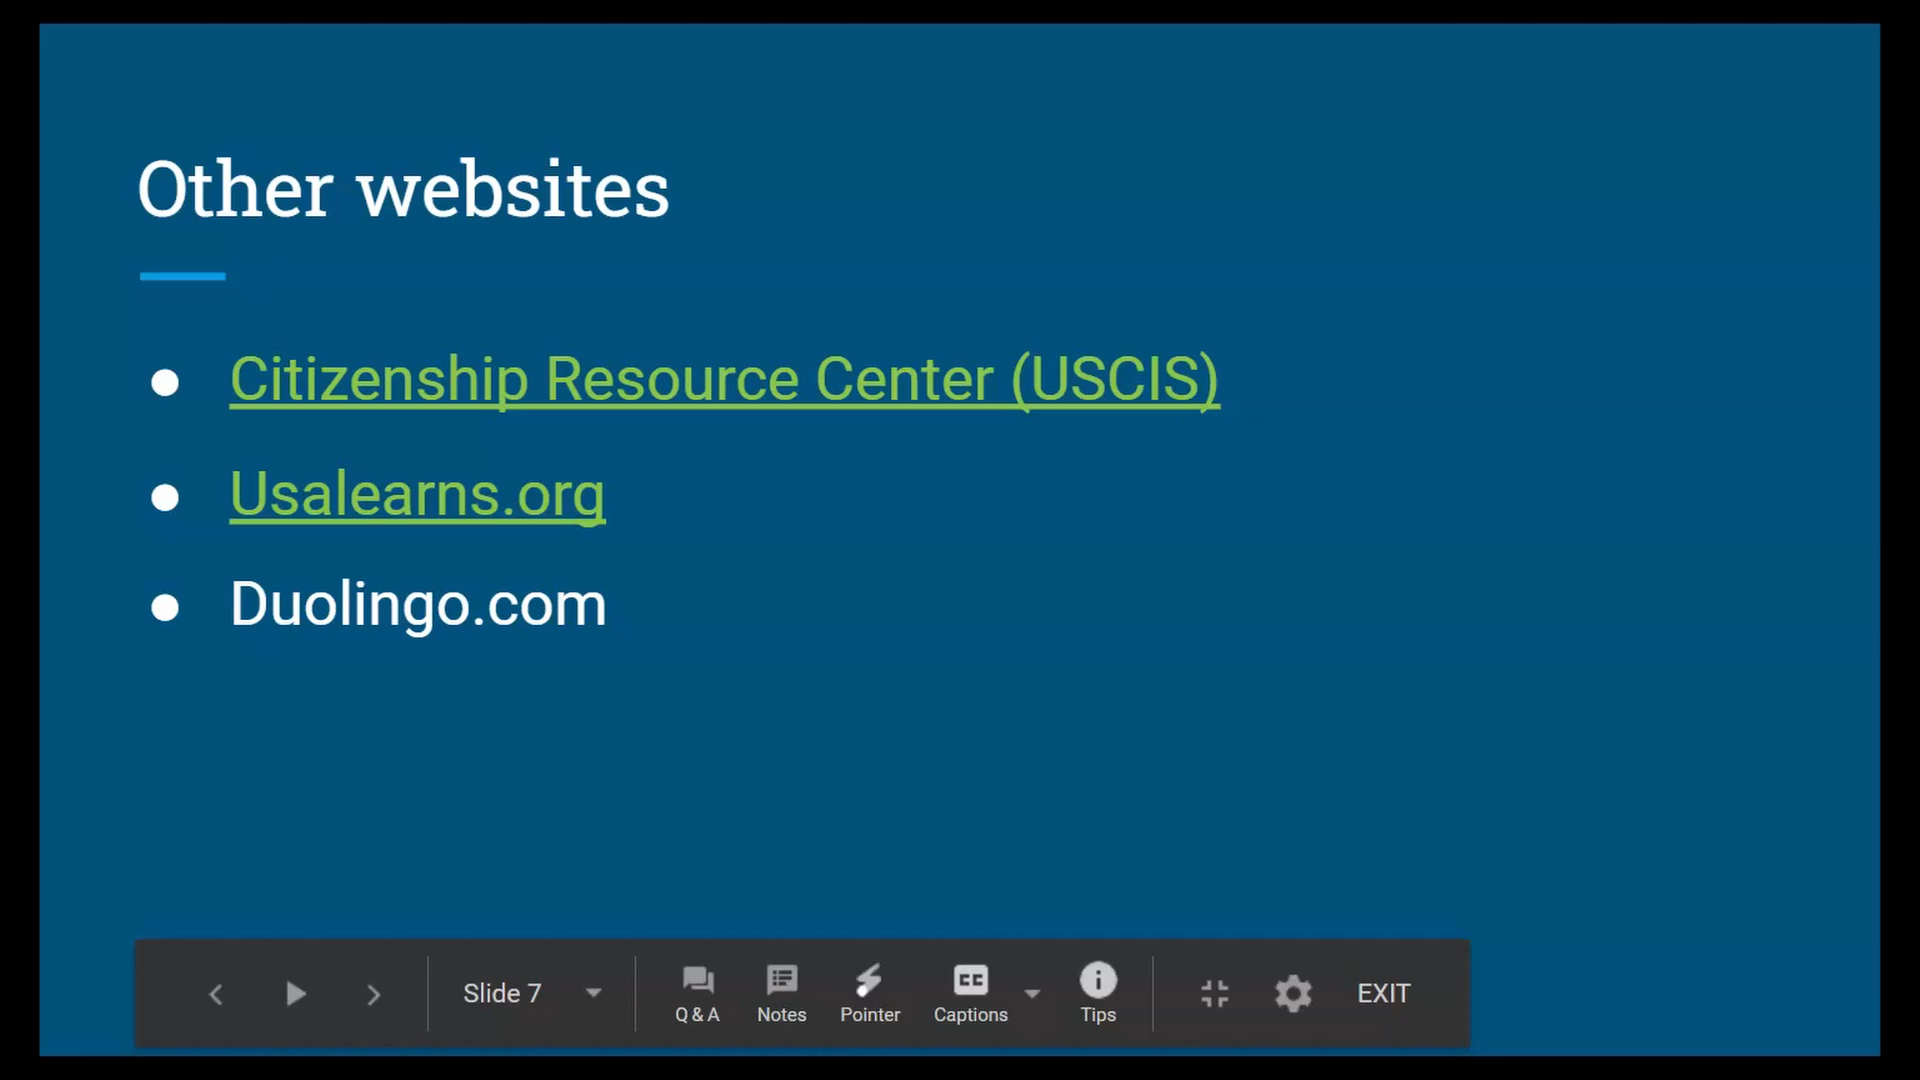 Other websites
● Citizenship Resource Center (USCIS)
● Usalearns.org
● Duolingo.com
Slide 7
Q & A
Notes
Pointer
Captions
Tips
EXIT